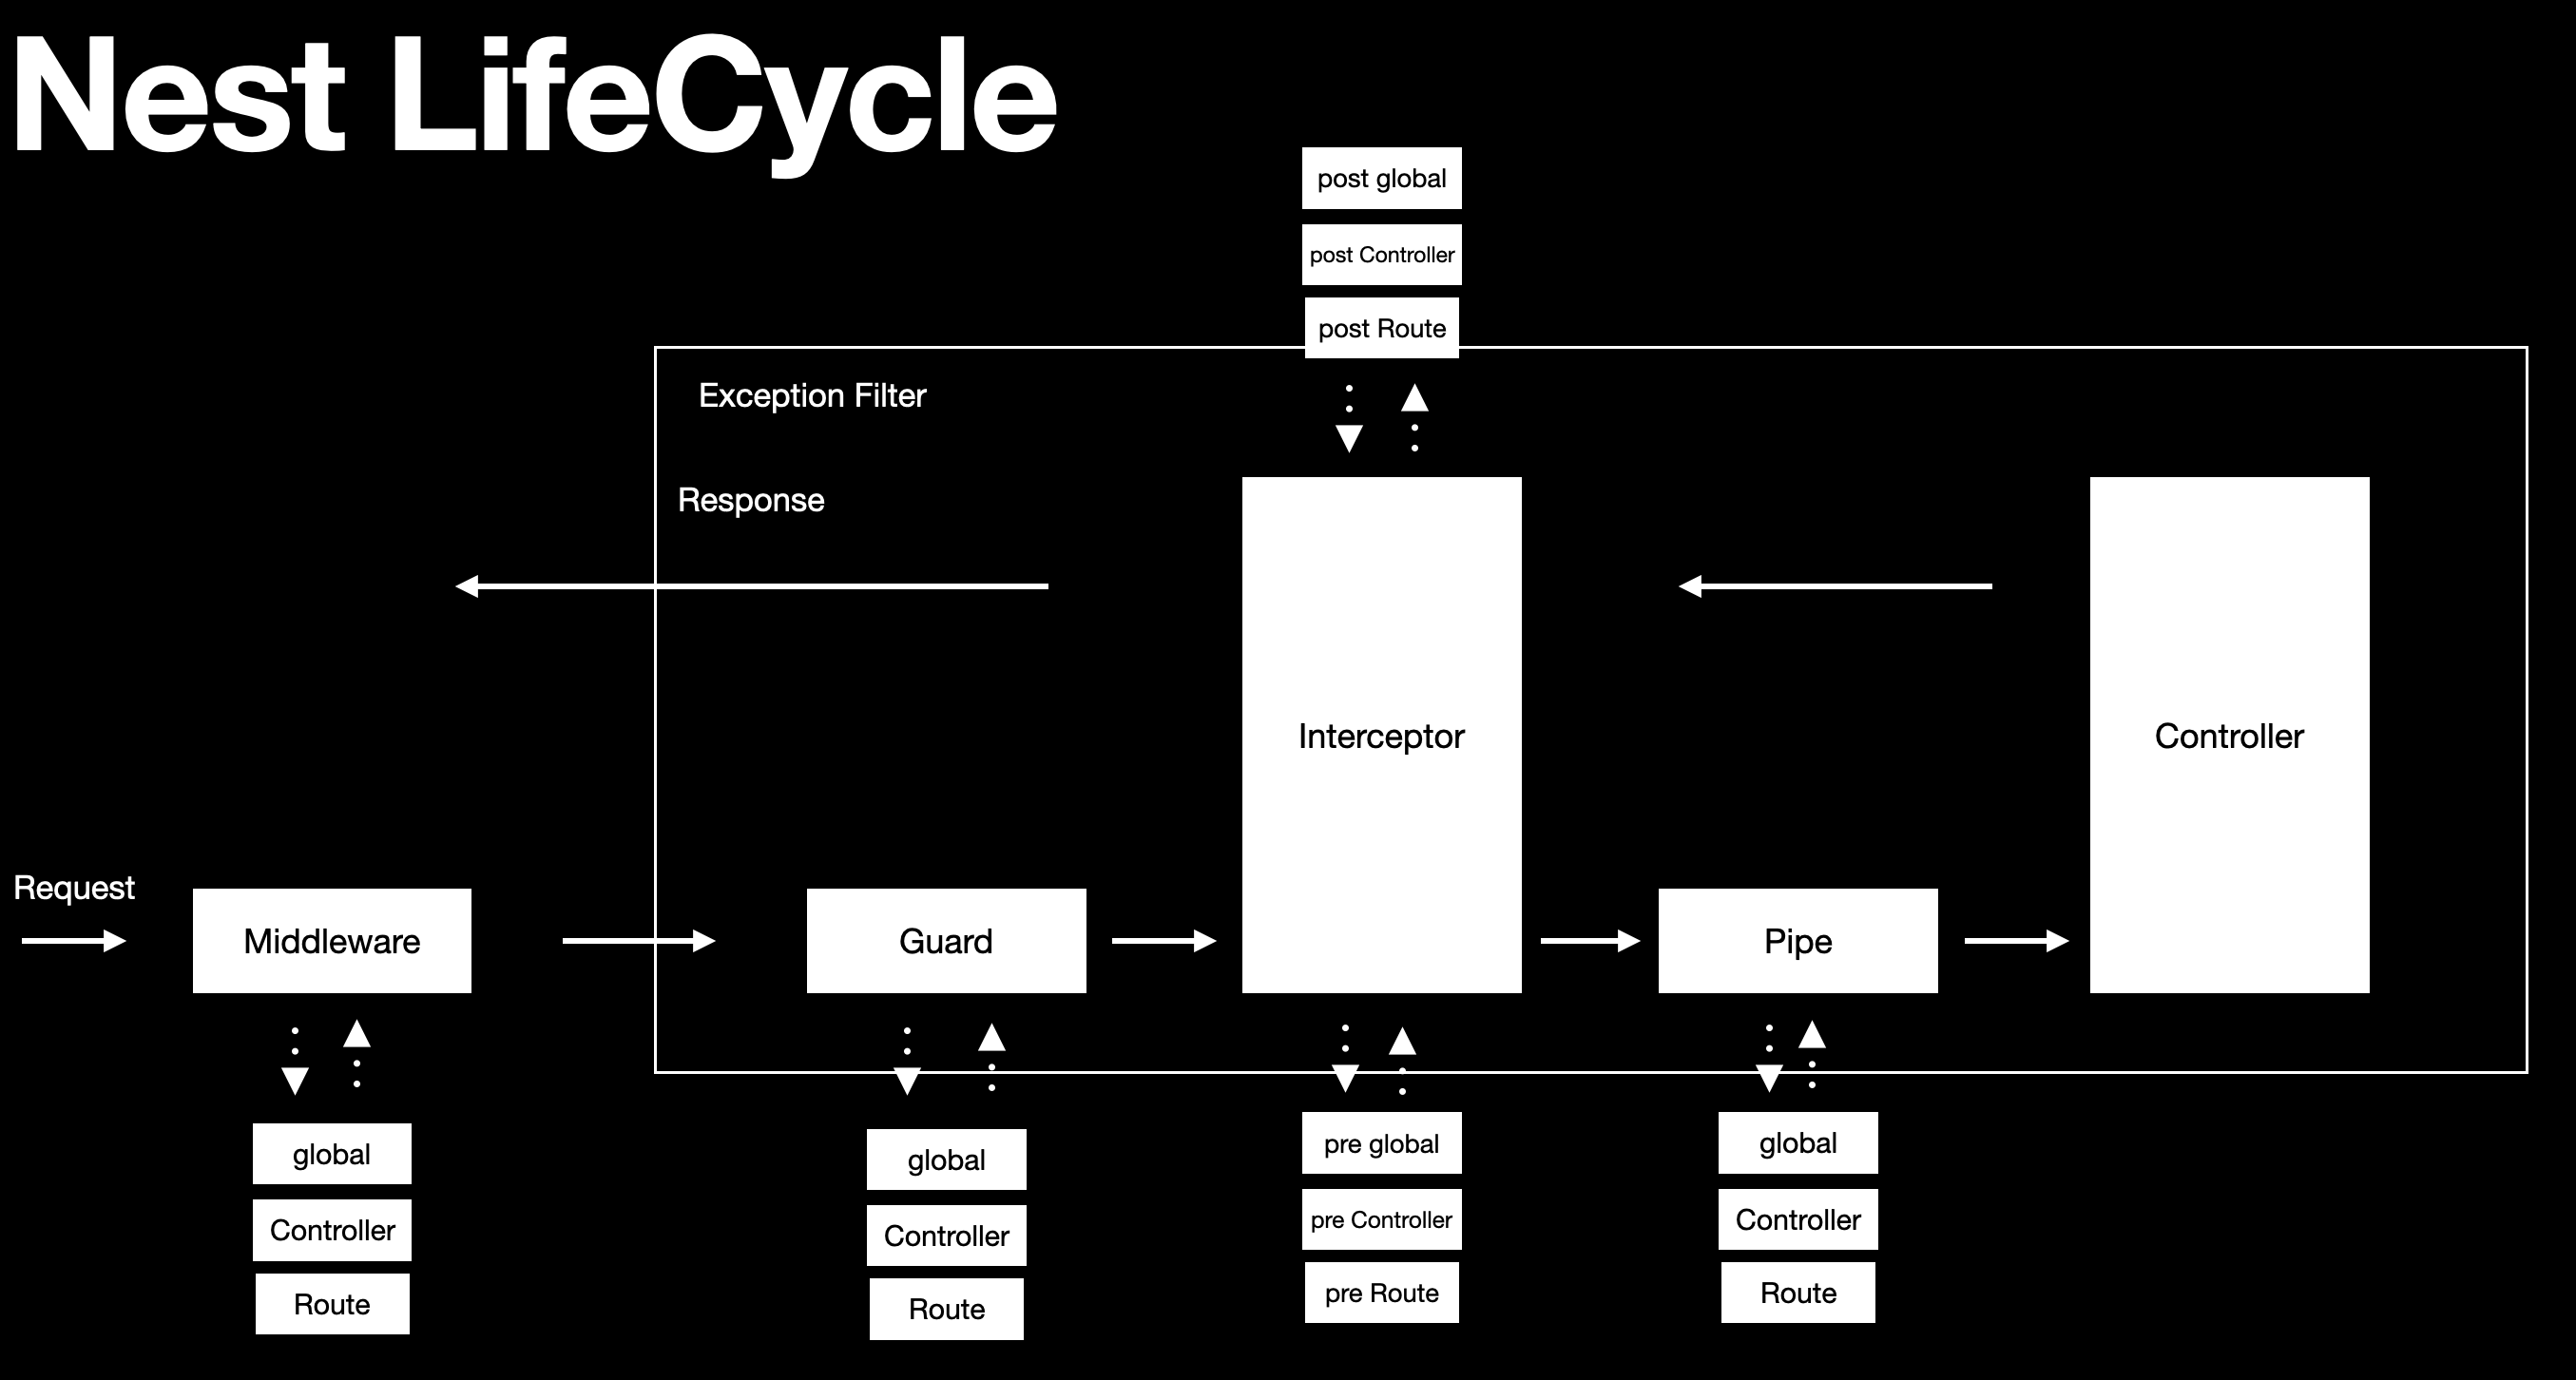 Nest LifeCycle
post global
post Controller
post Route
Exception Filter
Response
Interceptor
Controller
Request
Middleware
Guard
Pipe
global
Controller
Route
global
Controller
Route
pre global
pre Controller
pre Route
global
Controller
Route